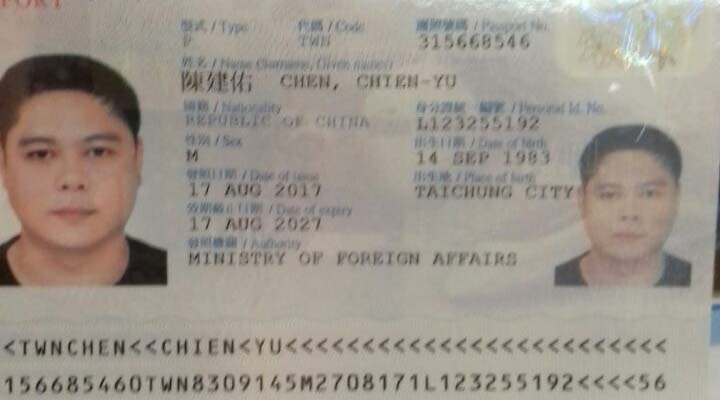 PORT
型式 / Type
代碼 / Code
護照號碼 / Passport No.
P
TWN
315668546
姓名 / Name (Surname, Given names)
陳建佑 CHEN, CHIEN-YU
國籍 / Nationality
身分證統一編號 / Personal Id. No.
REPUBLIC OF CHINA
L123255192
性別 / Sex
出生日期 / Date of birth
M
14 SEP 1983
發照日期 / Date of issue
出生地 / Place of birth
17 AUG 2017
TAICHUNG CITY
效期截止日期 / Date of expiry
17 AUG 2027
發照機關 / Authority
MINISTRY OF FOREIGN AFFAIRS
<TWNCHEN<<CHIEN<YU<<<<<<<<<<<<<<<<<<<<<<<<<<
1566854600TWN8309145M2708171L123255192<<<<56